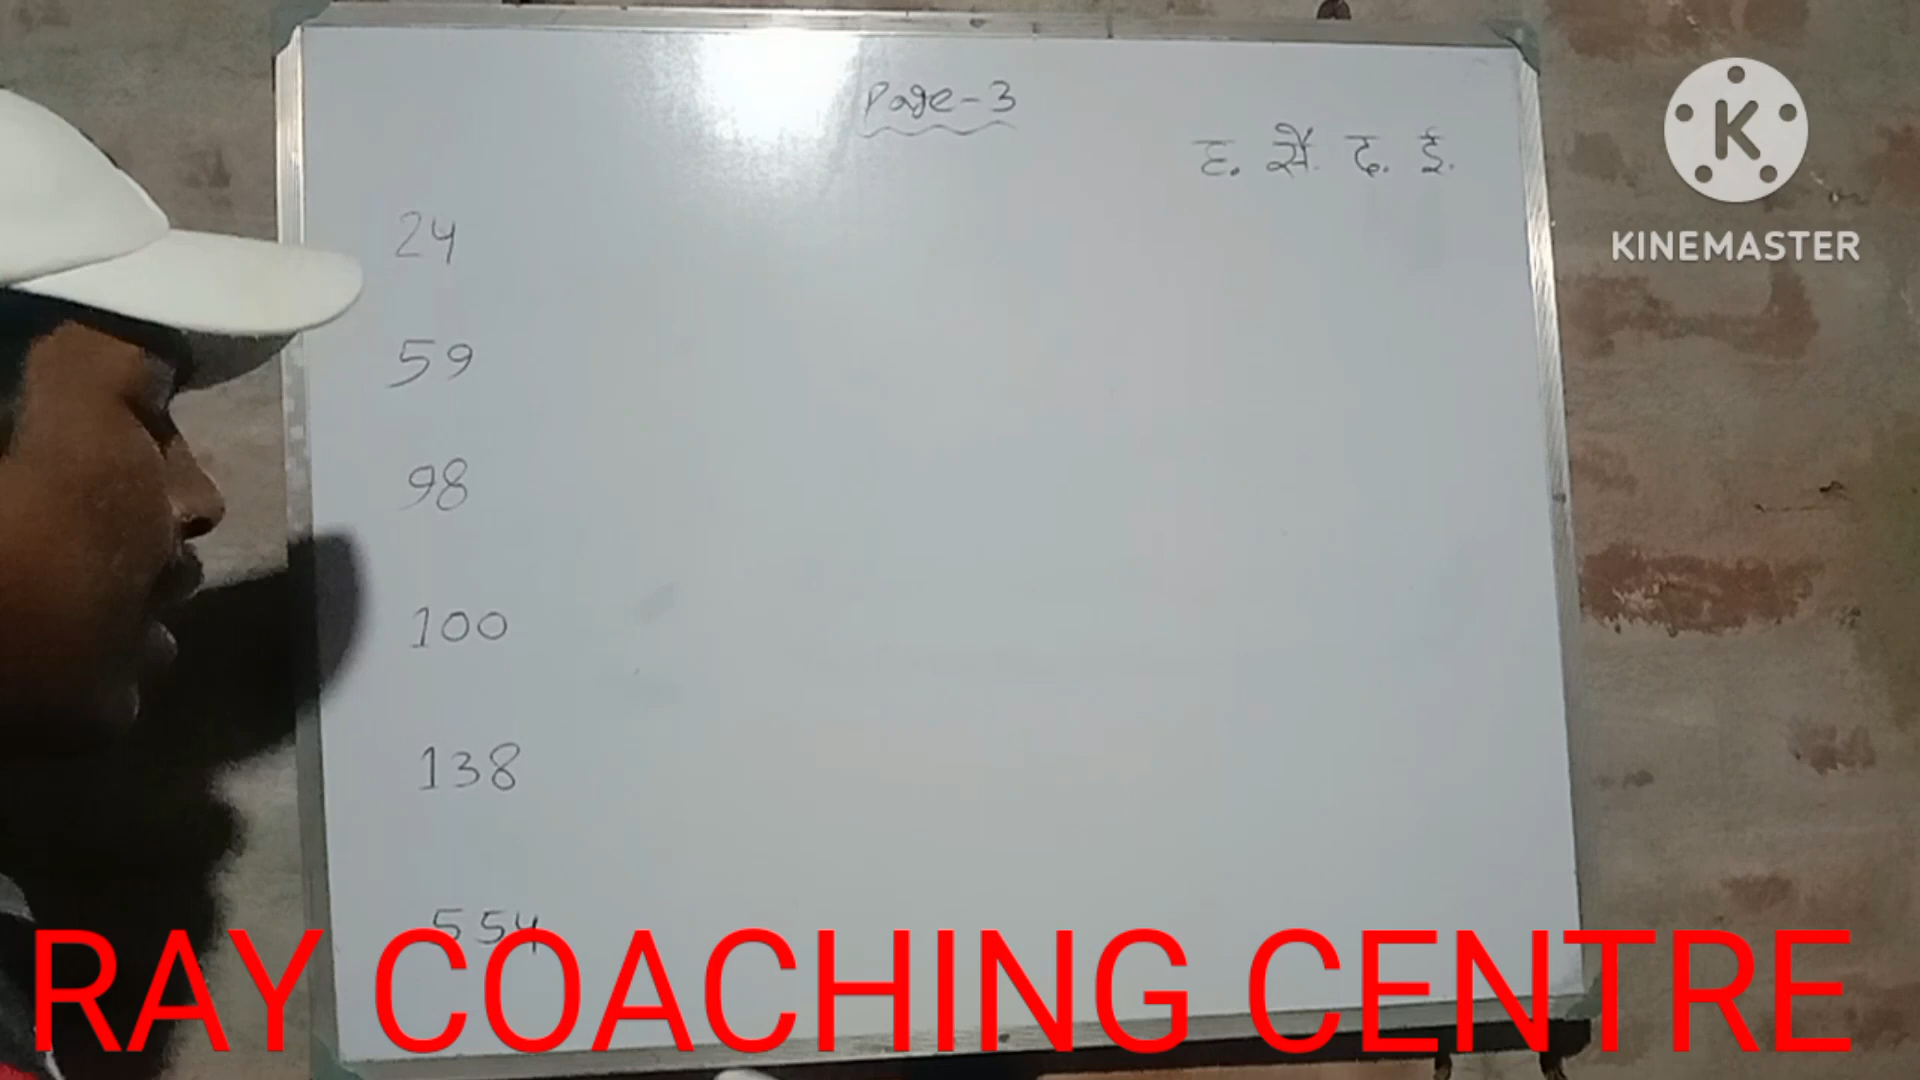 Page-3
ह. सै. द. ई.
24
59
98
100
138
554
K
KINEMASTER
RAY COACHING CENTRE